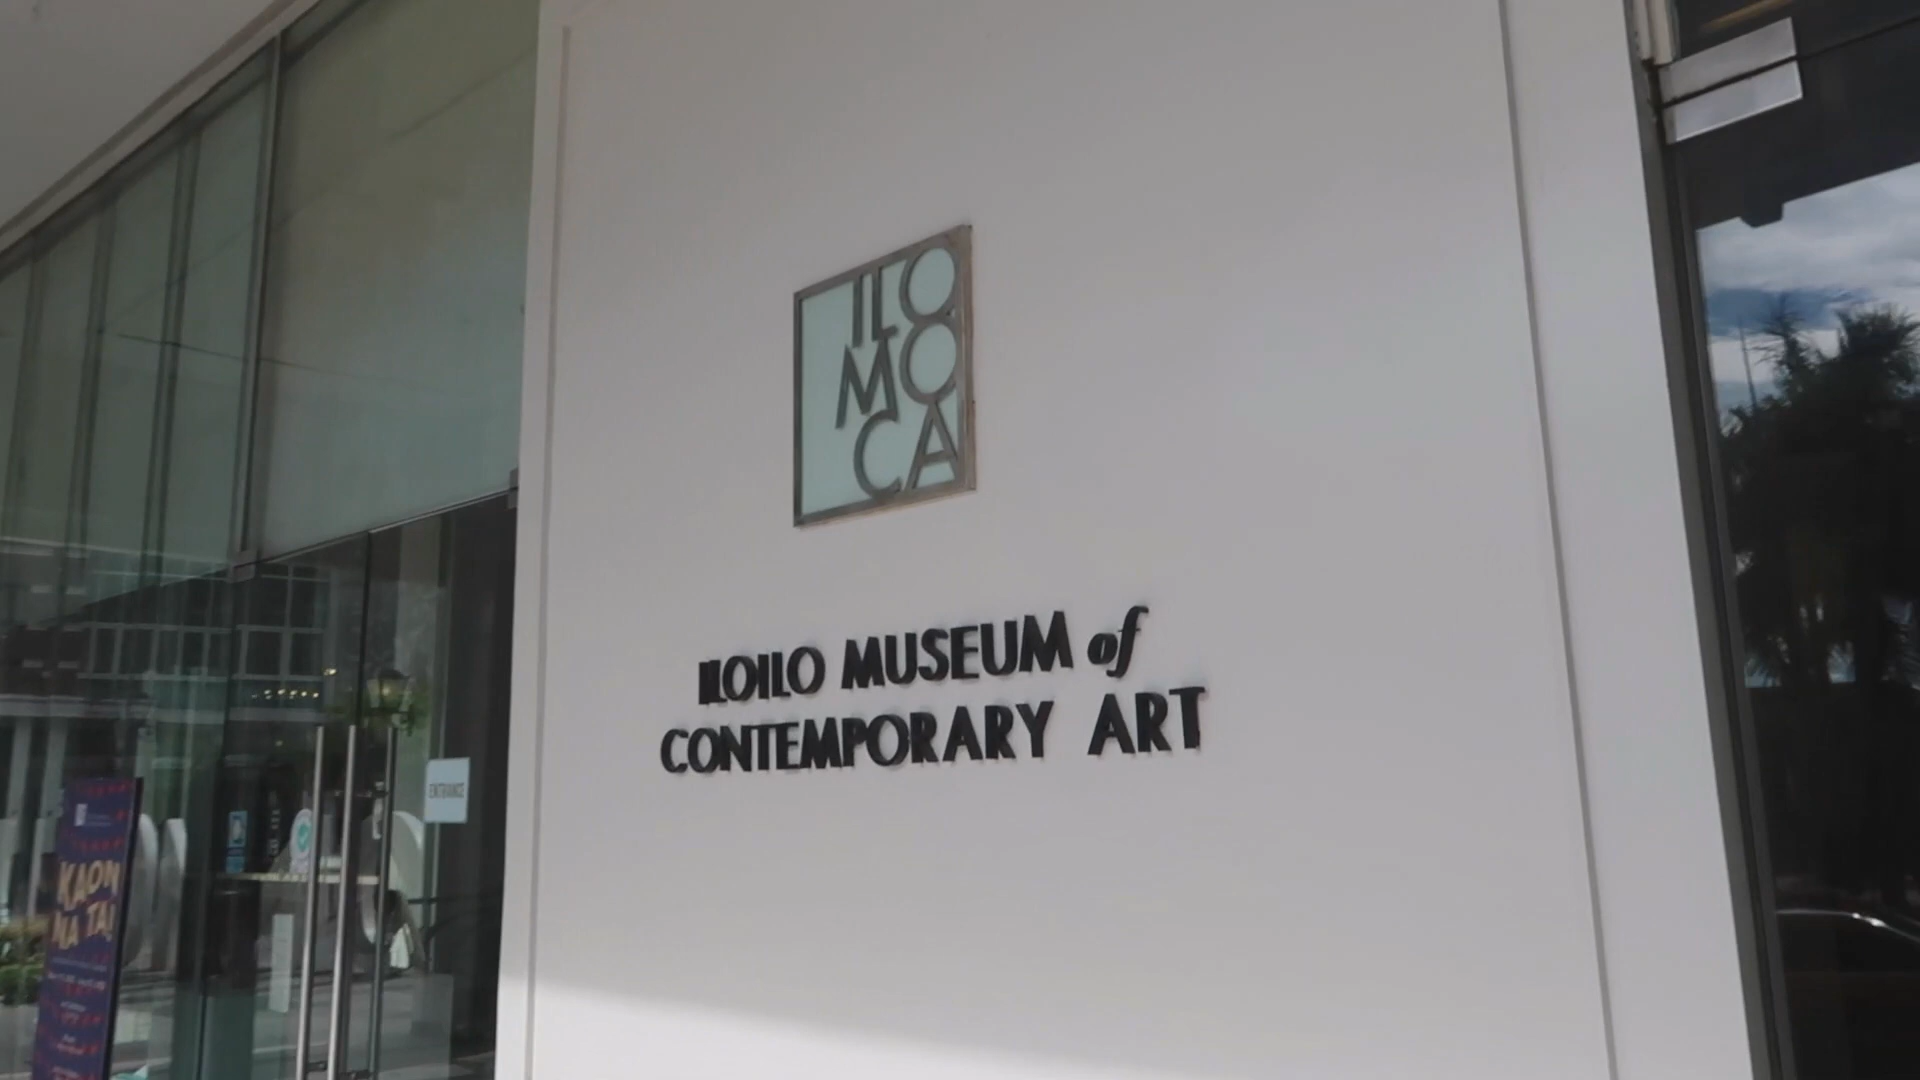 ILO
MO
CA
ILOILO MUSEUM of
CONTEMPORARY ART
ENTRANCE
KAON
NA TA!